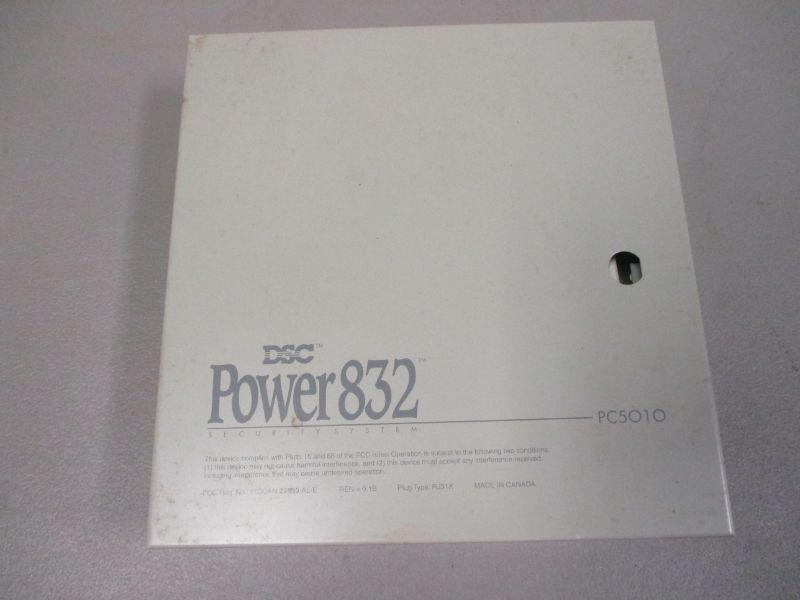 DSC™
Power832™
PC5010
SECURITY SYSTEM
This device complies with Parts 15 and 68 of the FCC rules. Operation is subject to the following two conditions.
(1) this device may not cause harmful interference, and (2) this device must accept any interference received,
including interference that may cause undesired operation.
FCC Reg. No. REN = 0.1B Plug Type: RJ31X MADE IN CANADA